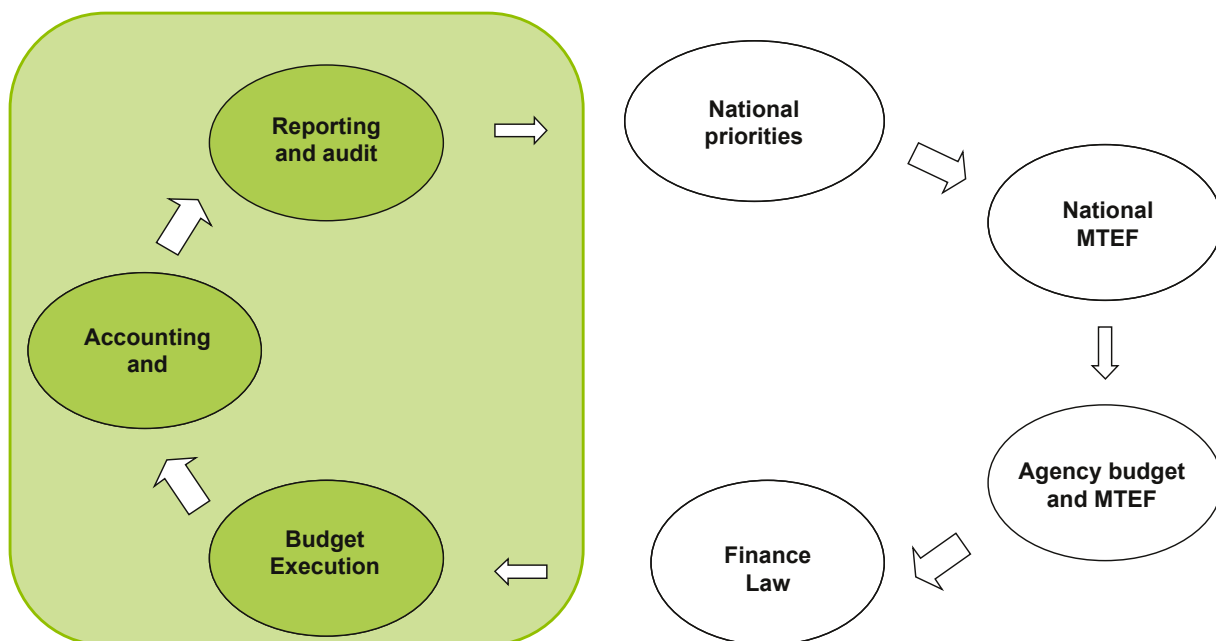 Reporting
and audit
National
priorities
National
MTEF
Accounting
and
Agency budget
and MTEF
Budget
Execution
Finance
Law